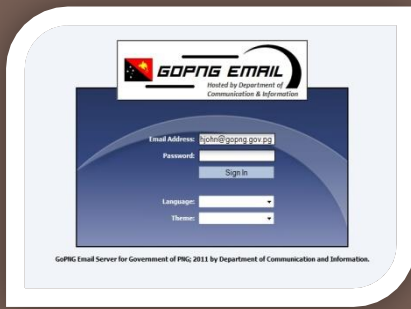 GOPNG EMAIL
Hosted by Department of
Communication & Information
Email Address: hjohn@gopng.gov.pg
Password:
Sign In
Language:
Theme:
GoPNG Email Server for Government of PNG; 2011 by Department of Communication and Information.